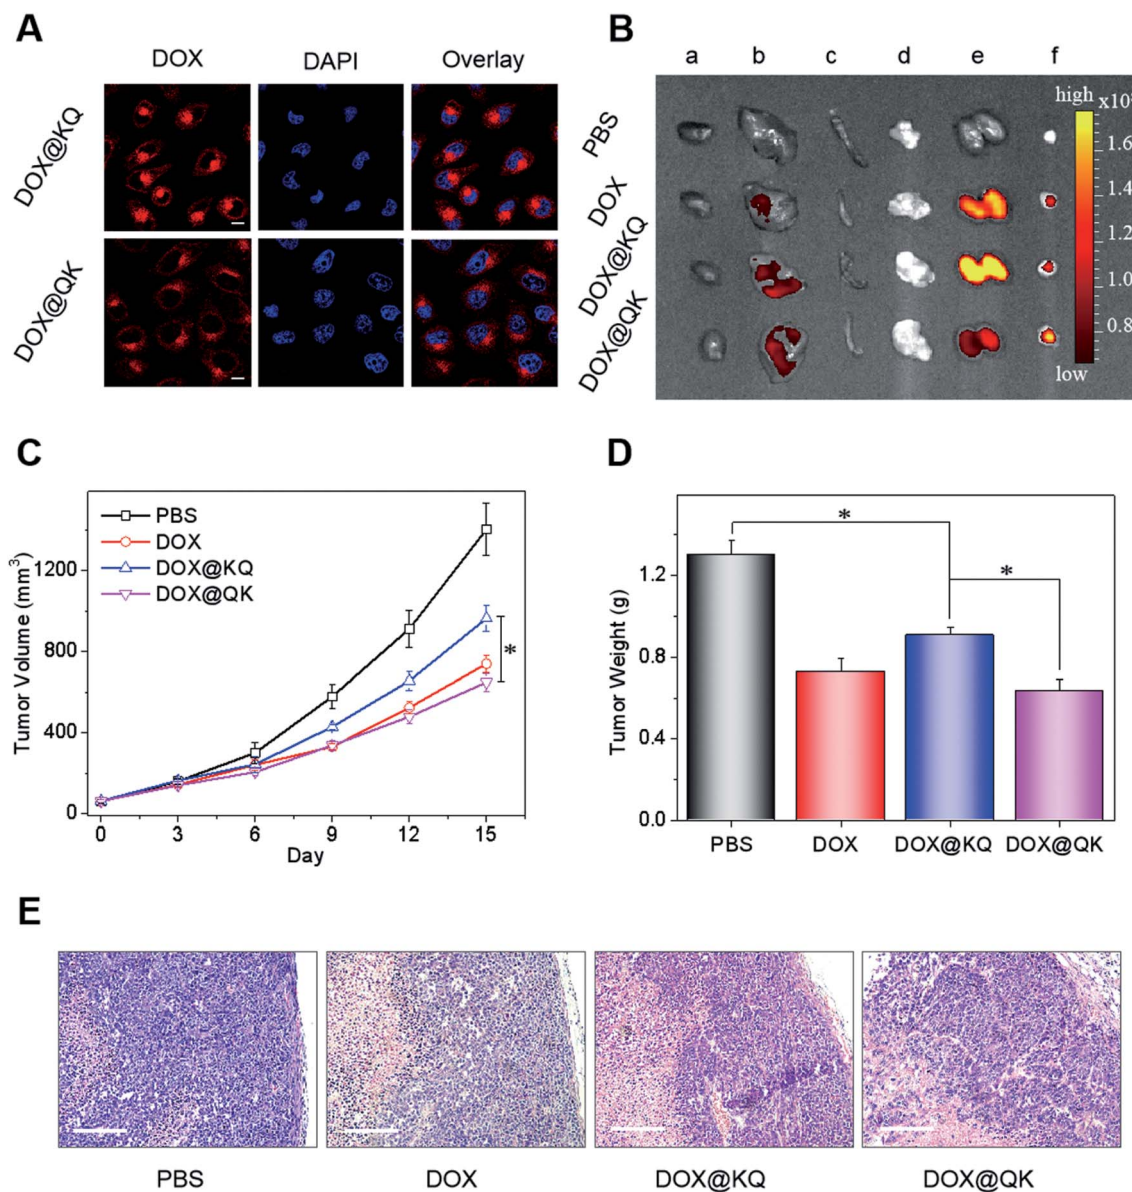 A
DOX DAPI Overlay
DOX@KQ
DOX@QK
B
a b c d e f
PBS
DOX
DOX@KQ
DOX@QK
high
1.6
1.4
1.2
1.0
0.8
low
C
PBS
DOX
DOX@KQ
DOX@QK
*
Tumor Volume (mm³)
1200
800
400
0
0 3 6 9 12 15
Day
D
*
*
Tumor Weight (g)
1.2
0.8
0.4
0.0
PBS DOX DOX@KQ DOX@QK
E
PBS DOX DOX@KQ DOX@QK